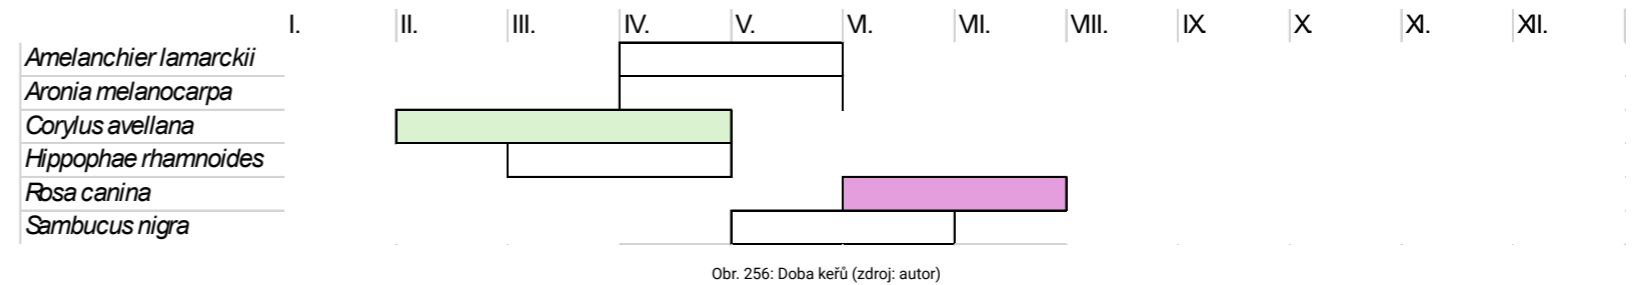 I. II. III. IV. V. VI. VII. VIII. IX. X. XI. XII.
Amelanchier lamarckii
Aronia melanocarpa
Corylus avellana
Hippophae rhamnoides
Rosa canina
Sambucus nigra
Obr. 256: Doba keřů (zdroj: autor)